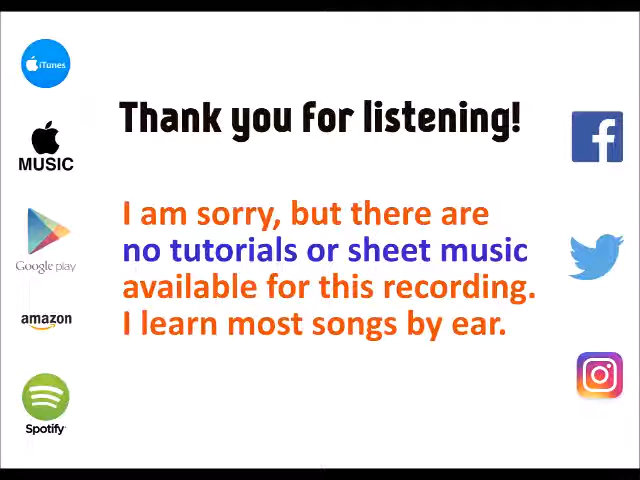 iTunes
Thank you for listening!
MUSIC
I am sorry, but there are
no tutorials or sheet music
available for this recording.
I learn most songs by ear.
Google play
amazon
Spotify